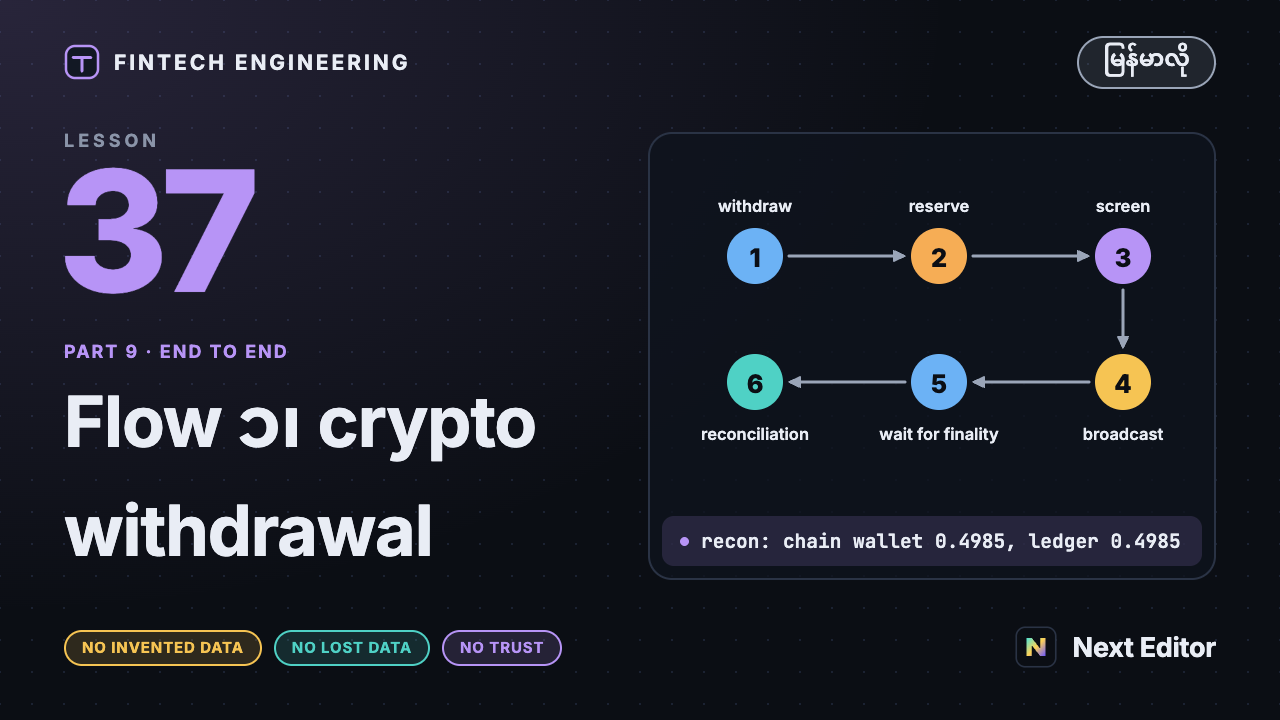 FINTECH ENGINEERING
မြန်မာလို
LESSON
37
PART 9 · END TO END
Flow ၁၊ crypto
withdrawal
withdraw
reserve
screen
1
2
3
6
5
4
reconciliation
wait for finality
broadcast
recon: chain wallet 0.4985, ledger 0.4985
NO INVENTED DATA
NO LOST DATA
NO TRUST
Next Editor